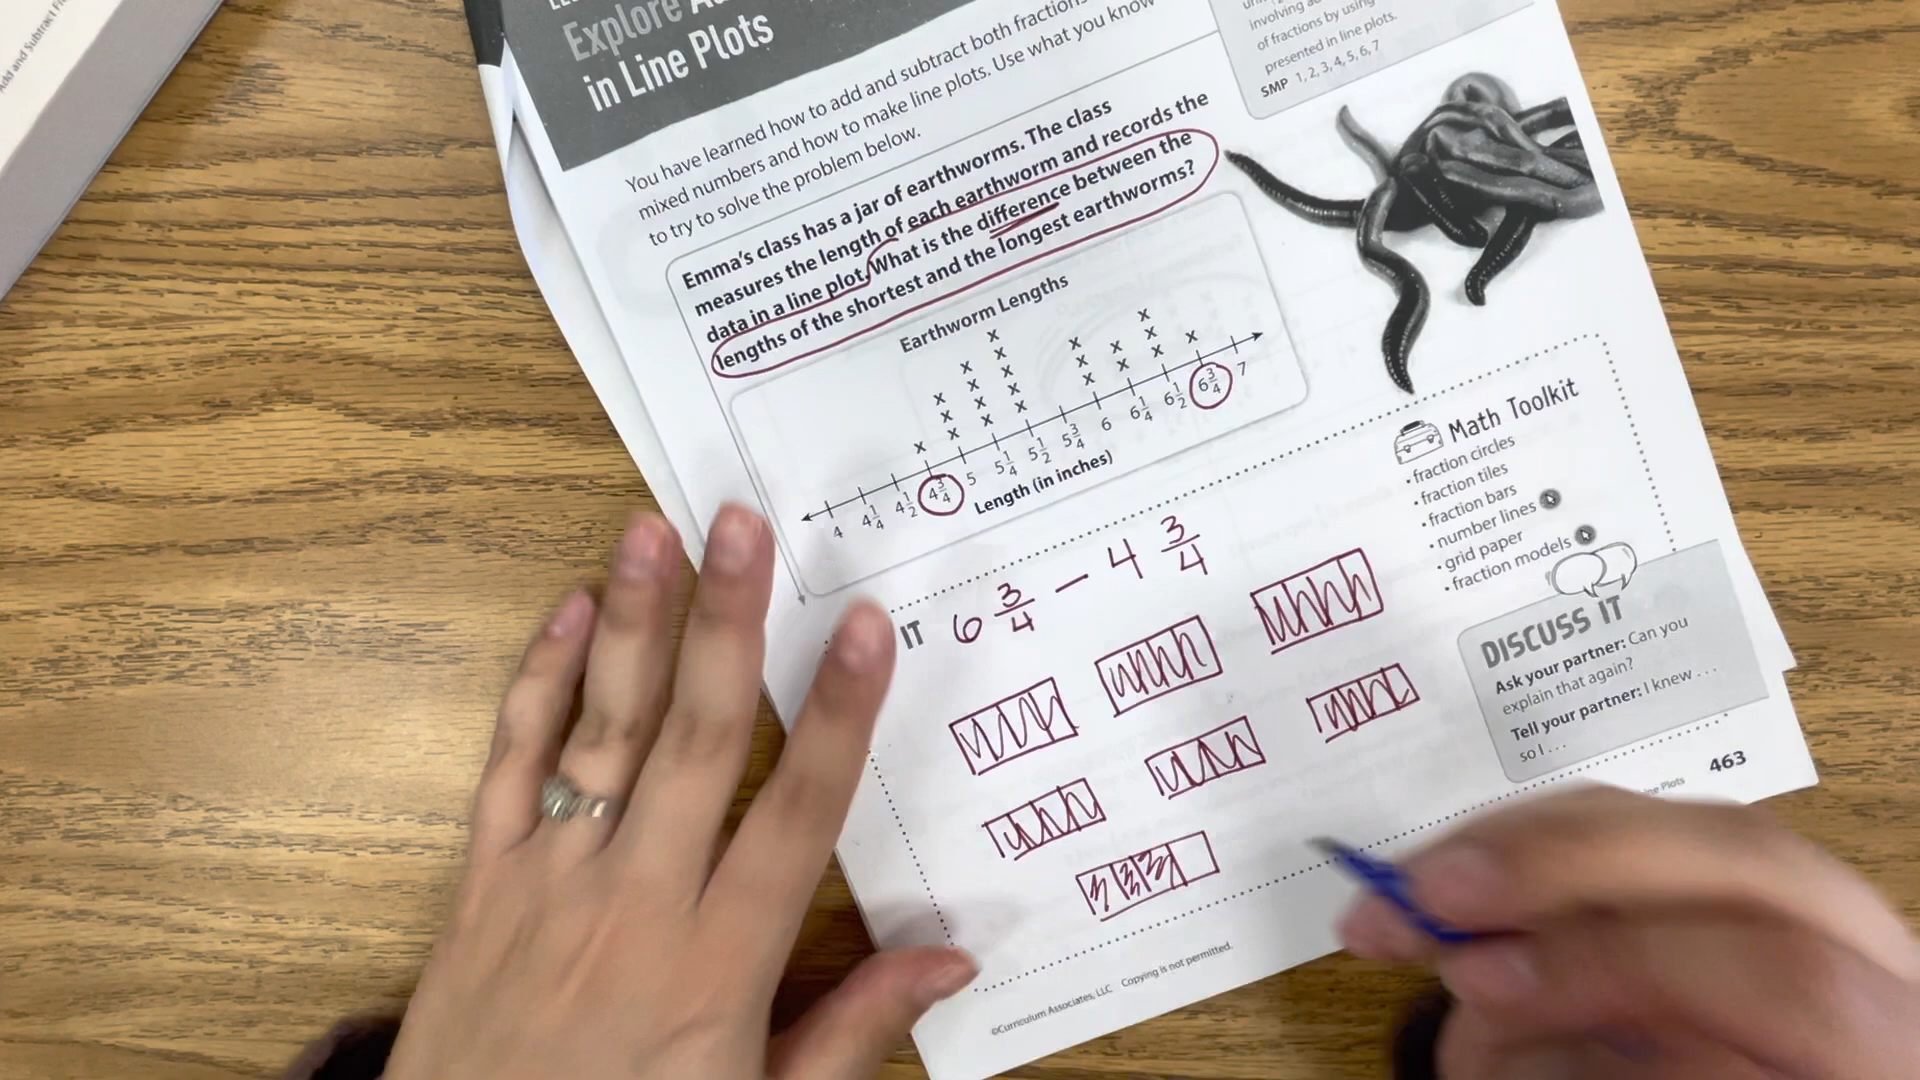 Add and Subtract
Explore
in Line Plots
You have learned how to add and subtract both fractions
mixed numbers and how to make line plots. Use what you know
to try to solve the problem below.
involving
of fractions by using
presented in line plots.
SMP 1, 2, 3, 4, 5, 6, 7
Emma's class has a jar of earthworms. The class
measures the length of each earthworm and records the
data in a line plot. What is the difference between the
lengths of the shortest and the longest earthworms?
Earthworm Lengths
4 4 1/4 4 1/2 4 3/4 5 5 1/4 5 1/2 5 3/4 6 6 1/4 6 1/2 6 3/4 7
Length (in inches)
Math Toolkit
• fraction circles
• fraction tiles
• fraction bars
• number lines
• grid paper
• fraction models
IT
6 3/4 - 4 3/4
DISCUSS IT
Ask your partner: Can you
explain that again?
Tell your partner: I knew . . .
so I . . .
Line Plots
463
©Curriculum Associates, LLC Copying is not permitted.